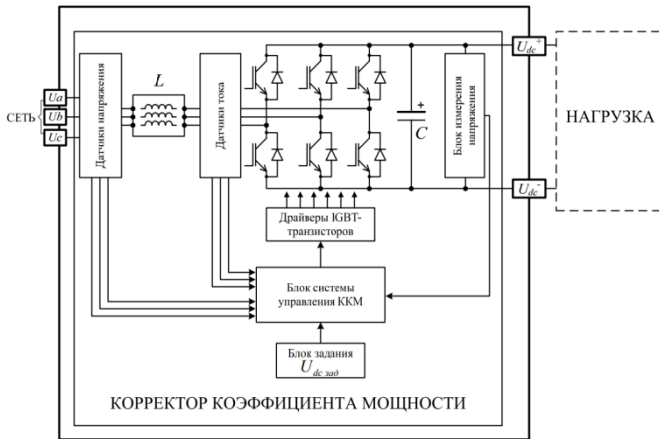 СЕТЬ
Ua
Ub
Uc
Датчики напряжения
L
Датчики тока
+
C
Блок измерения
напряжения
Udc+
Udc-
НАГРУЗКА
Драйверы IGBT-
транзисторов
Блок системы
управления ККМ
Блок задания
Udc зад
КОРРЕКТОР КОЭФФИЦИЕНТА МОЩНОСТИ